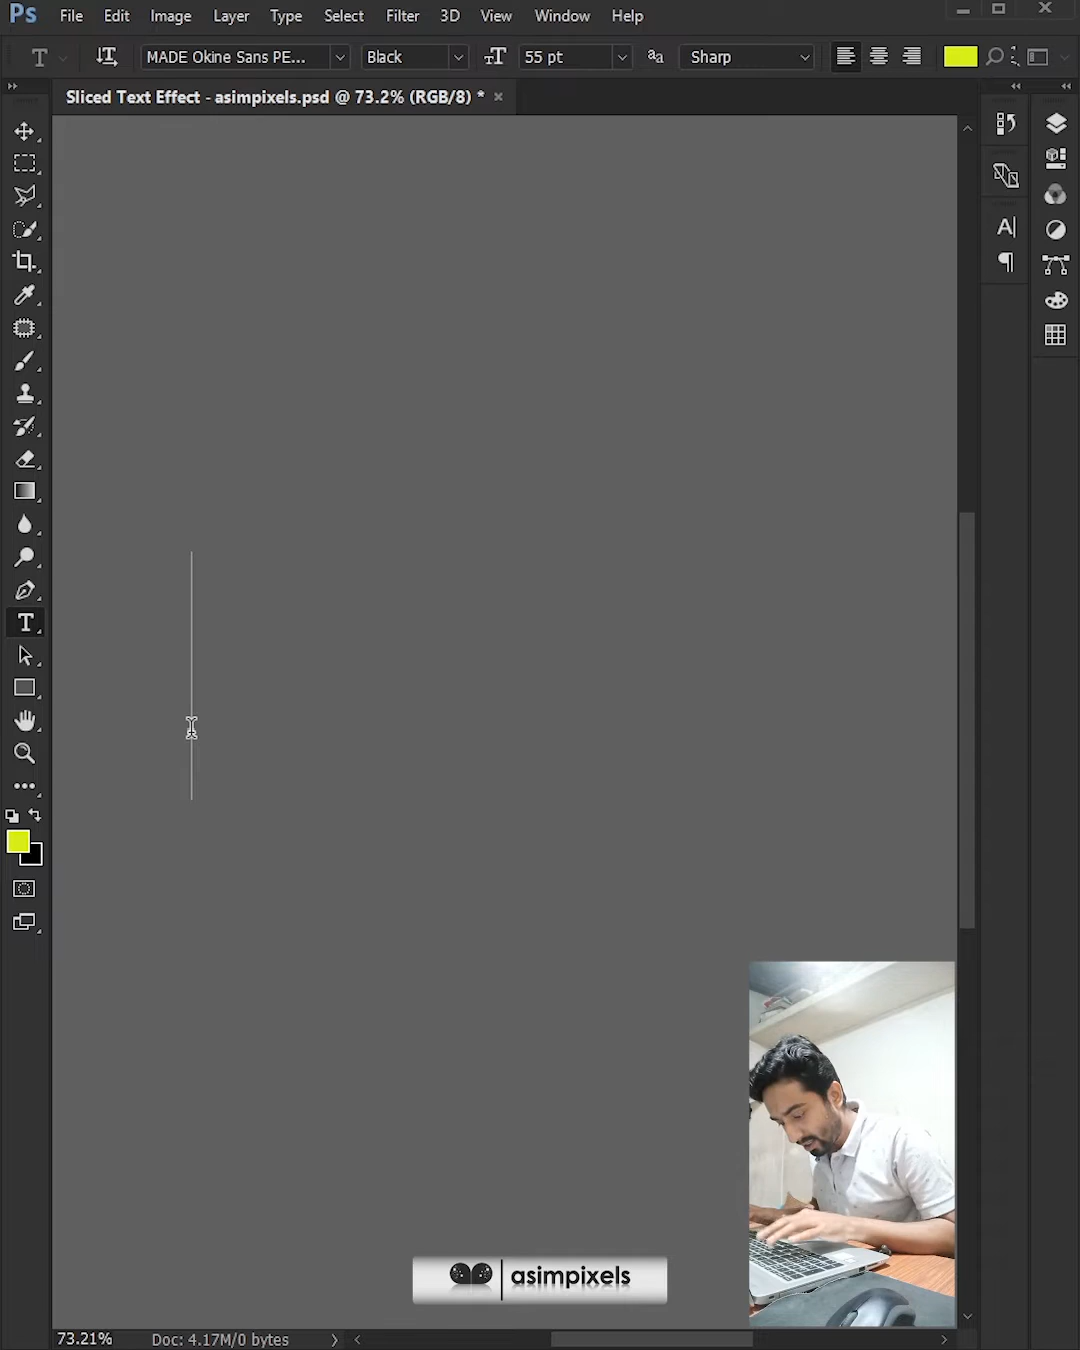 Ps File Edit Image Layer Type Select Filter 3D View Window Help
T MADE Okine Sans PE... Black 55 pt aa Sharp
Sliced Text Effect - asimpixels.psd @ 73.2% (RGB/8) * ×
A
T
asimpixels
73.21% Doc: 4.17M/0 bytes